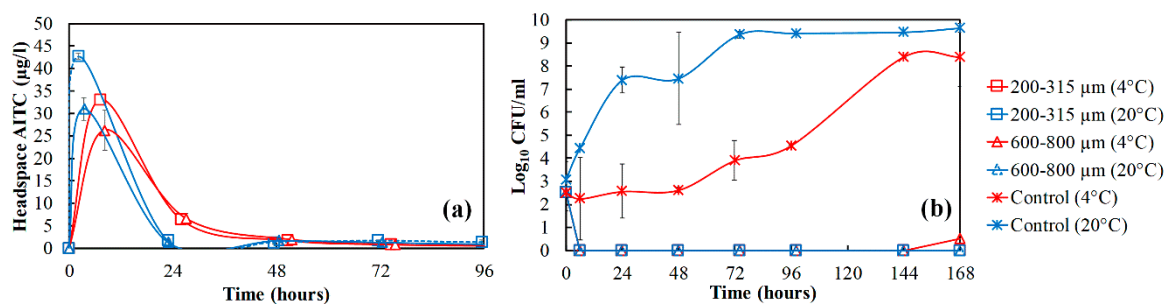 Headspace AITC (µg/l)
50
45
40
35
30
25
20
15
10
5
0
0 24 48 72 96
Time (hours)
(a)
Log₁₀ CFU/ml
10
9
8
7
6
5
4
3
2
1
0
0 24 48 72 96 120 144 168
Time (hours)
(b)
200-315 µm (4°C)
200-315 µm (20°C)
600-800 µm (4°C)
600-800 µm (20°C)
Control (4°C)
Control (20°C)